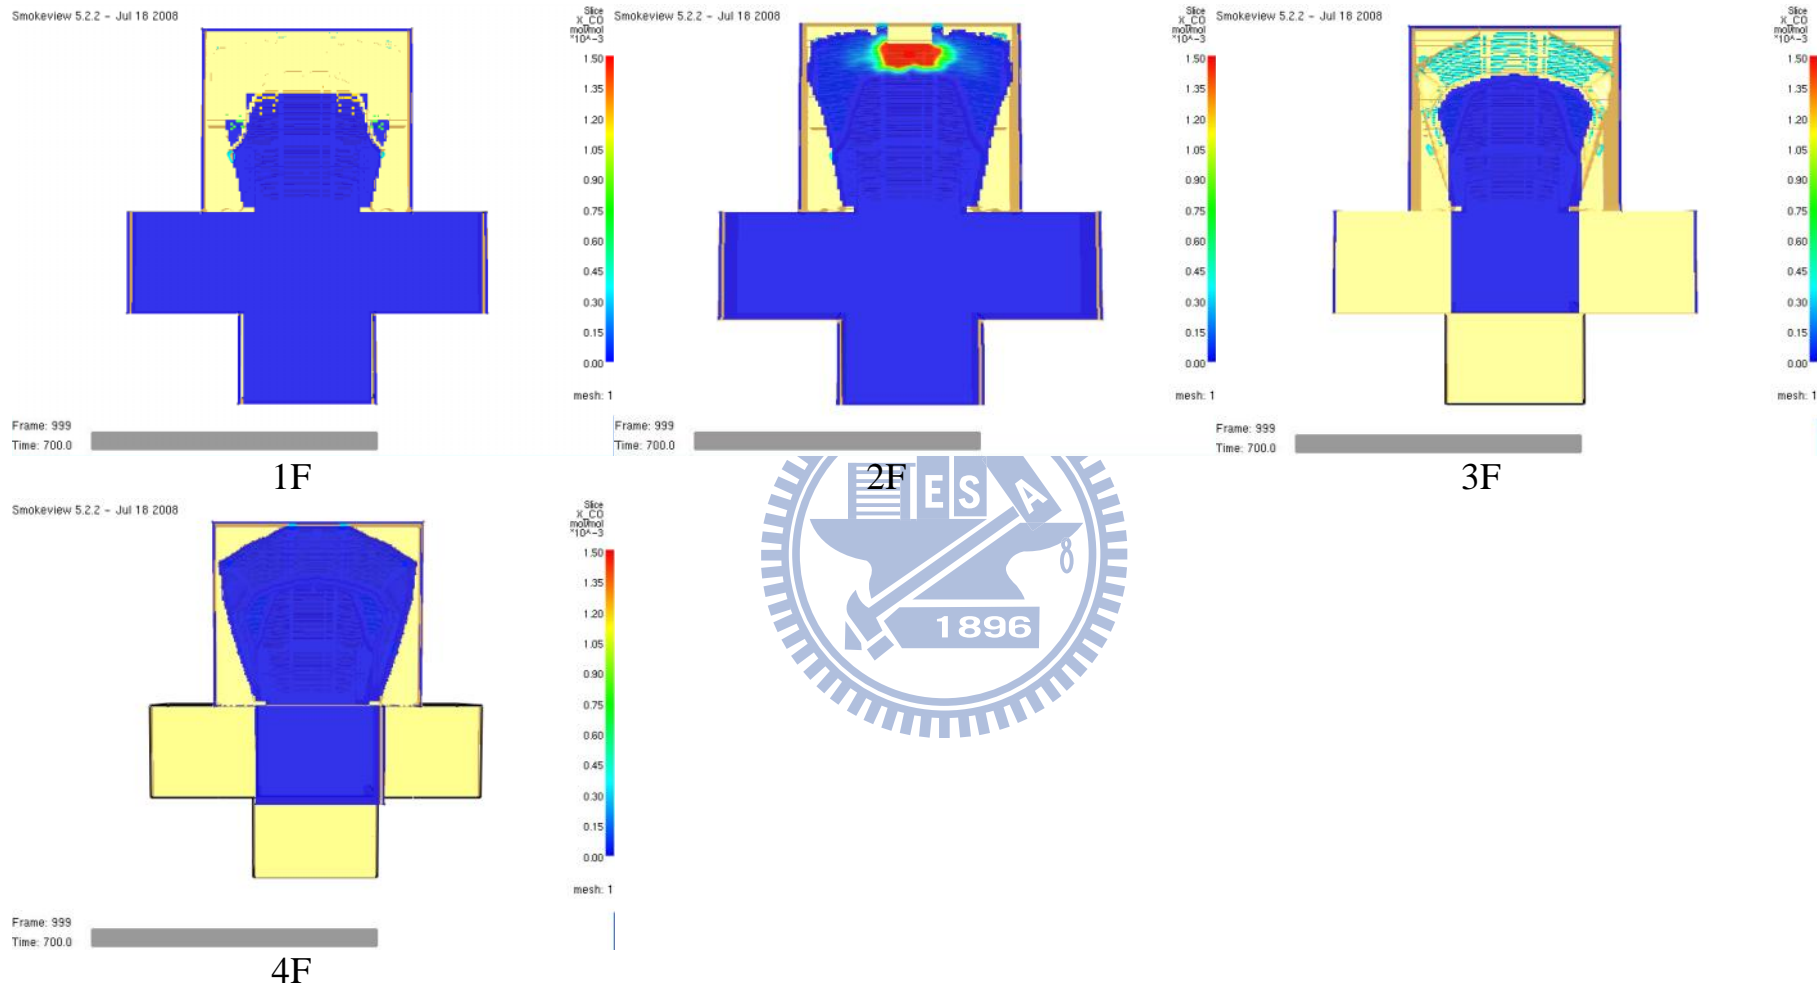 Smokeview 5.2.2 - Jul 18 2008
Slice
X_CO
mol/mol
*10^-3
1.50
1.35
1.20
1.05
0.90
0.75
0.60
0.45
0.30
0.15
0.00
mesh: 1
Frame: 999
Time: 700.0
1F
Smokeview 5.2.2 - Jul 18 2008
Slice
X_CO
mol/mol
*10^-3
1.50
1.35
1.20
1.05
0.90
0.75
0.60
0.45
0.30
0.15
0.00
mesh: 1
Frame: 999
Time: 700.0
2F
Smokeview 5.2.2 - Jul 18 2008
Slice
X_CO
mol/mol
*10^-3
1.50
1.35
1.20
1.05
0.90
0.75
0.60
0.45
0.30
0.15
0.00
mesh: 1
Frame: 999
Time: 700.0
3F
ES A
8
1896
Smokeview 5.2.2 - Jul 18 2008
Slice
X_CO
mol/mol
*10^-3
1.50
1.35
1.20
1.05
0.90
0.75
0.60
0.45
0.30
0.15
0.00
mesh: 1
Frame: 999
Time: 700.0
4F